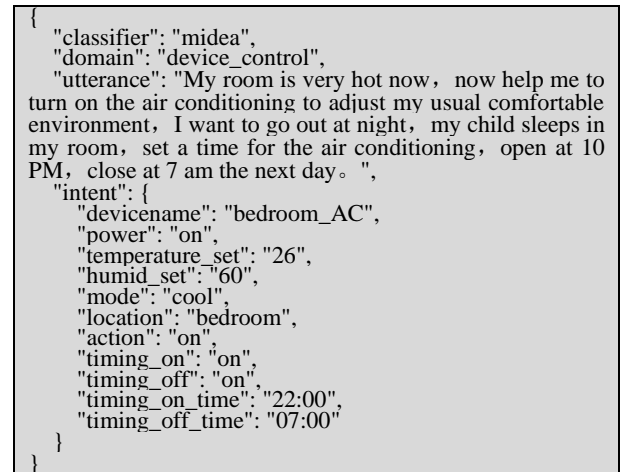 {
"classifier": "midea",
"domain": "device_control",
"utterance": "My room is very hot now，now help me to
turn on the air conditioning to adjust my usual comfortable
environment，I want to go out at night，my child sleeps in
my room，set a time for the air conditioning，open at 10
PM，close at 7 am the next day。",
"intent": {
"devicename": "bedroom_AC",
"power": "on",
"temperature_set": "26",
"humid_set": "60",
"mode": "cool",
"location": "bedroom",
"action": "on",
"timing_on": "on",
"timing_off": "on",
"timing_on_time": "22:00",
"timing_off_time": "07:00"
}
}